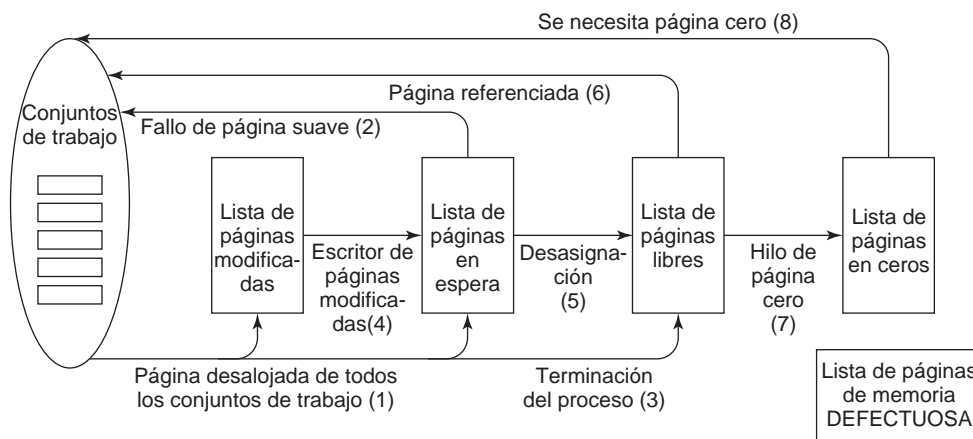 Se necesita página cero (8)
Página referenciada (6)
Conjuntos
de trabajo
Fallo de página suave (2)
Lista de
páginas
modifica-
das
Escritor de
páginas
modifica-
das(4)
Lista de
páginas
en
espera
Desasigna-
ción
(5)
Lista de
páginas
libres
Hilo de
página
cero
(7)
Lista de
páginas
en ceros
Página desalojada de todos
los conjuntos de trabajo (1)
Terminación
del proceso (3)
Lista de páginas
de memoria
DEFECTUOSA